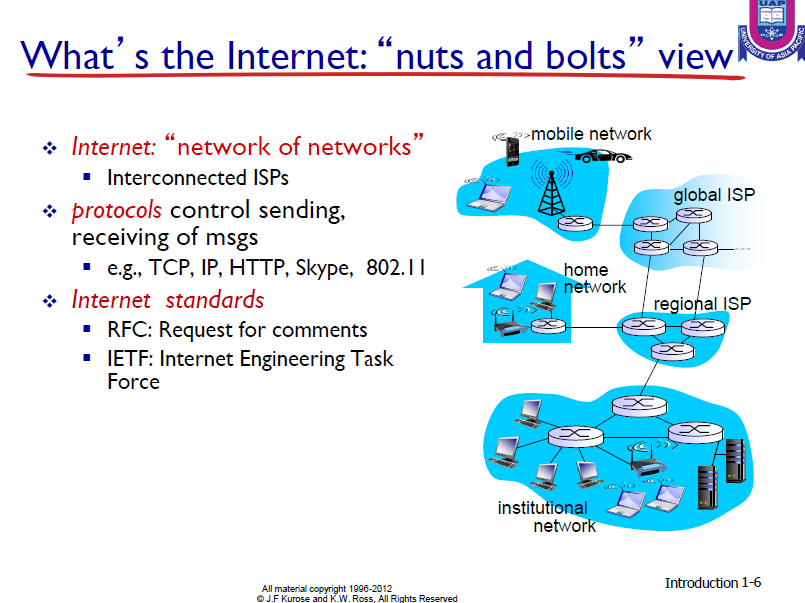 What's the Internet: “nuts and bolts” view
UAP
UNIVERSITY OF ASIA PACIFIC
Internet: “network of networks”
Interconnected ISPs
protocols control sending,
receiving of msgs
e.g., TCP, IP, HTTP, Skype, 802.11
Internet standards
RFC: Request for comments
IETF: Internet Engineering Task
Force
mobile network
global ISP
home
network
regional ISP
institutional
network
All material copyright 1996-2012
© J.F Kurose and K.W. Ross, All Rights Reserved
Introduction 1-6